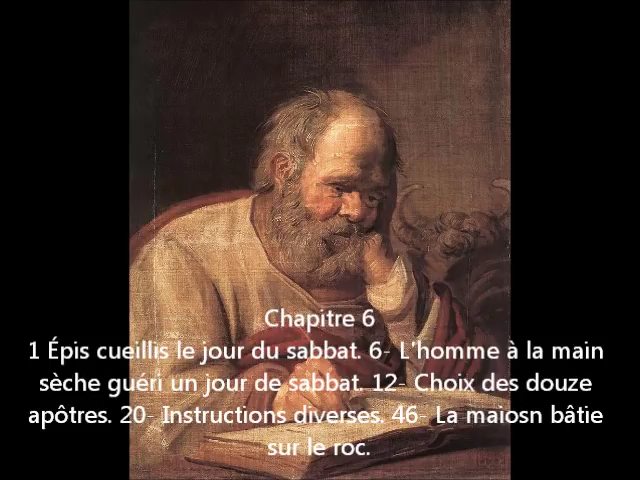 Chapitre 6
1 Épis cueillis le jour du sabbat. 6- L'homme à la main
sèche guéri un jour de sabbat. 12- Choix des douze
apôtres. 20- Instructions diverses. 46- La maiosn bâtie
sur le roc.